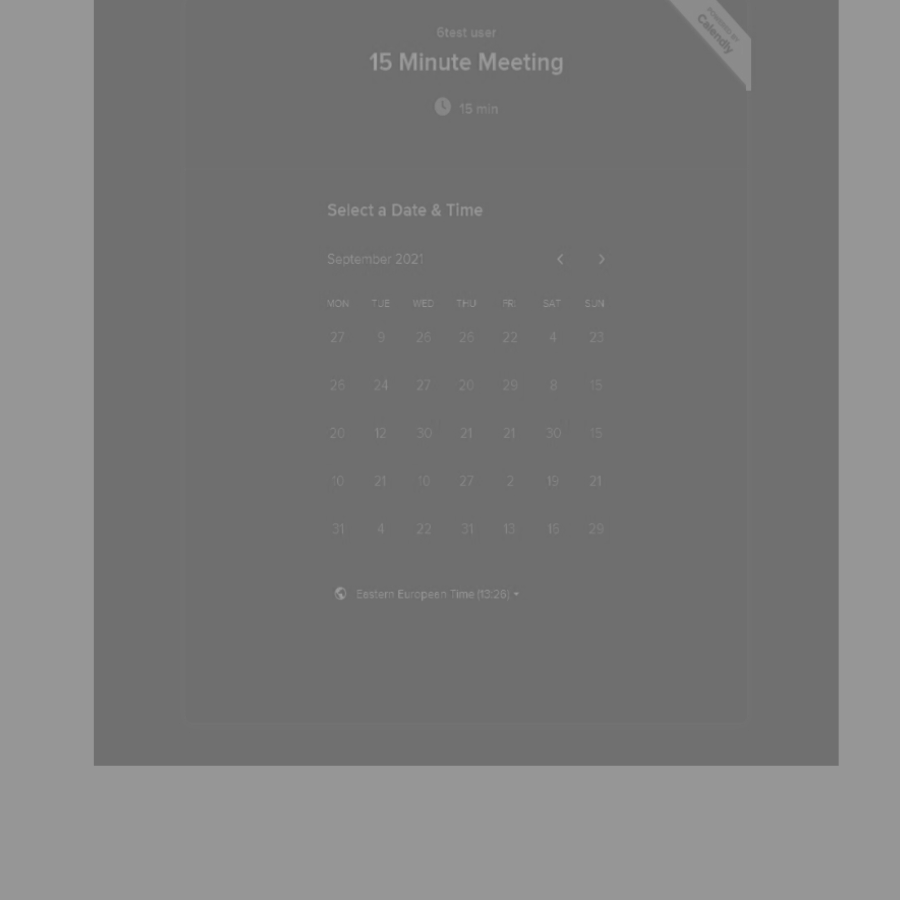 6test user
POWERED BY
Calendly
15 Minute Meeting
15 min
Select a Date & Time
September 2021
MON TUE WED THU FRI SAT SUN
27 9 26 26 22 4 23
26 24 27 20 29 8 15
20 12 30 21 21 30 15
10 21 10 27 2 19 21
31 4 22 31 13 16 29
Eastern European Time (13:26)